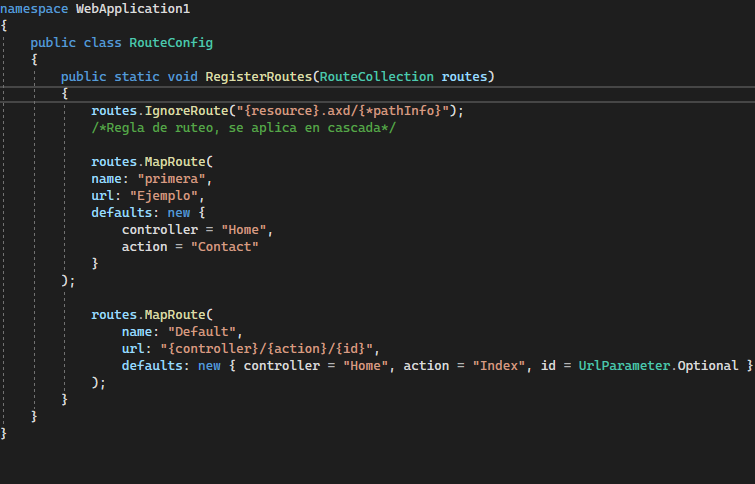 namespace WebApplication1
{
    public class RouteConfig
    {
        public static void RegisterRoutes(RouteCollection routes)
        {
            routes.IgnoreRoute("{resource}.axd/{*pathInfo}");
            /*Regla de ruteo, se aplica en cascada*/

            routes.MapRoute(
            name: "primera",
            url: "Ejemplo",
            defaults: new {
                controller = "Home",
                action = "Contact"
            }
        );

            routes.MapRoute(
                name: "Default",
                url: "{controller}/{action}/{id}",
                defaults: new { controller = "Home", action = "Index", id = UrlParameter.Optional }
            );
        }
    }
}